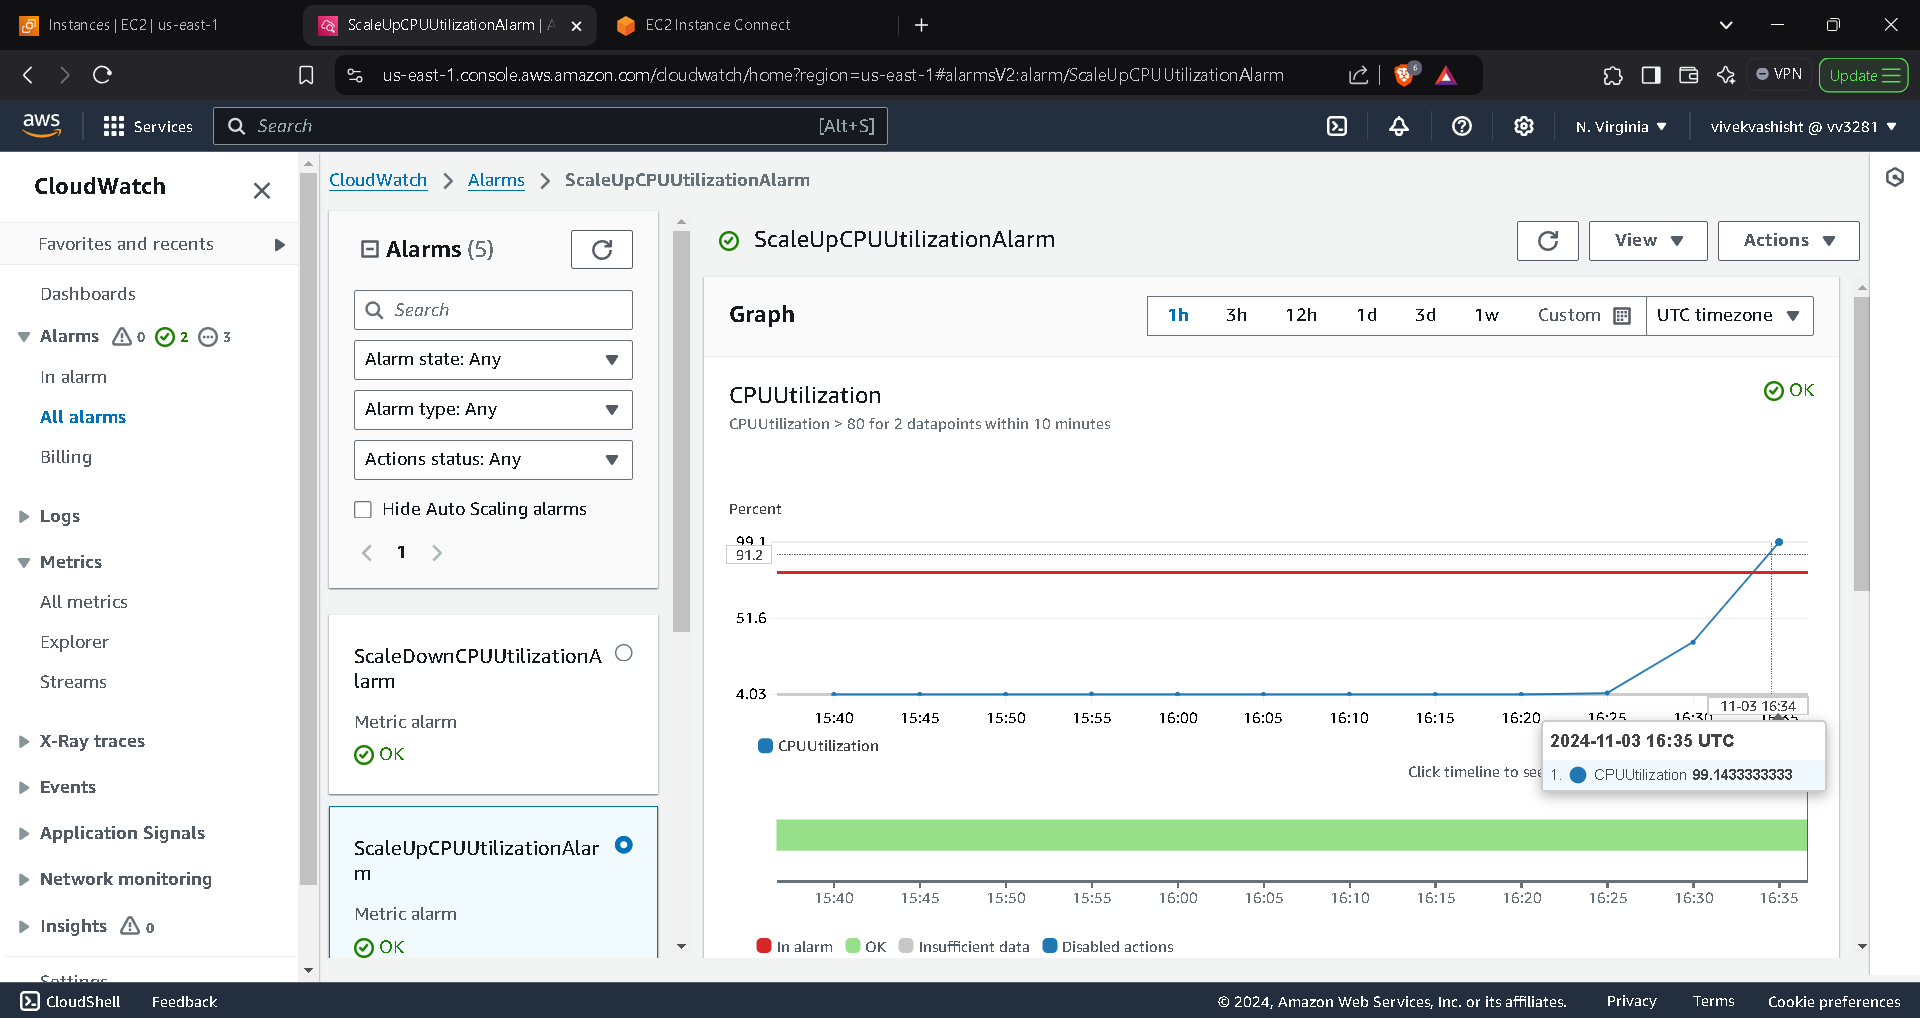 Instances | EC2 | us-east-1
ScaleUpCPUUtilizationAlarm | A
EC2 Instance Connect
us-east-1.console.aws.amazon.com/cloudwatch/home?region=us-east-1#alarmsV2:alarm/ScaleUpCPUUtilizationAlarm
6
VPN
Update
aws
Services
Search
[Alt+S]
N. Virginia
vivekvashisht @ vv3281
CloudWatch
Favorites and recents
Dashboards
Alarms 0 2 3
In alarm
All alarms
Billing
Logs
Metrics
All metrics
Explorer
Streams
X-Ray traces
Events
Application Signals
Network monitoring
Insights 0
Settings
CloudWatch > Alarms > ScaleUpCPUUtilizationAlarm
Alarms (5)
Search
Alarm state: Any
Alarm type: Any
Actions status: Any
Hide Auto Scaling alarms
1
ScaleDownCPUUtilizationA
larm
Metric alarm
OK
ScaleUpCPUUtilizationAlar
m
Metric alarm
OK
ScaleUpCPUUtilizationAlarm
View
Actions
Graph
1h 3h 12h 1d 3d 1w Custom UTC timezone
CPUUtilization
OK
CPUUtilization > 80 for 2 datapoints within 10 minutes
Percent
99.1
91.2
51.6
4.03
11-03 16:34
15:40 15:45 15:50 15:55 16:00 16:05 16:10 16:15 16:20 16:25 16:30 16:35
CPUUtilization
2024-11-03 16:35 UTC
1. CPUUtilization 99.1433333333
Click timeline to see
15:40 15:45 15:50 15:55 16:00 16:05 16:10 16:15 16:20 16:25 16:30 16:35
In alarm OK Insufficient data Disabled actions
CloudShell
Feedback
© 2024, Amazon Web Services, Inc. or its affiliates.
Privacy
Terms
Cookie preferences